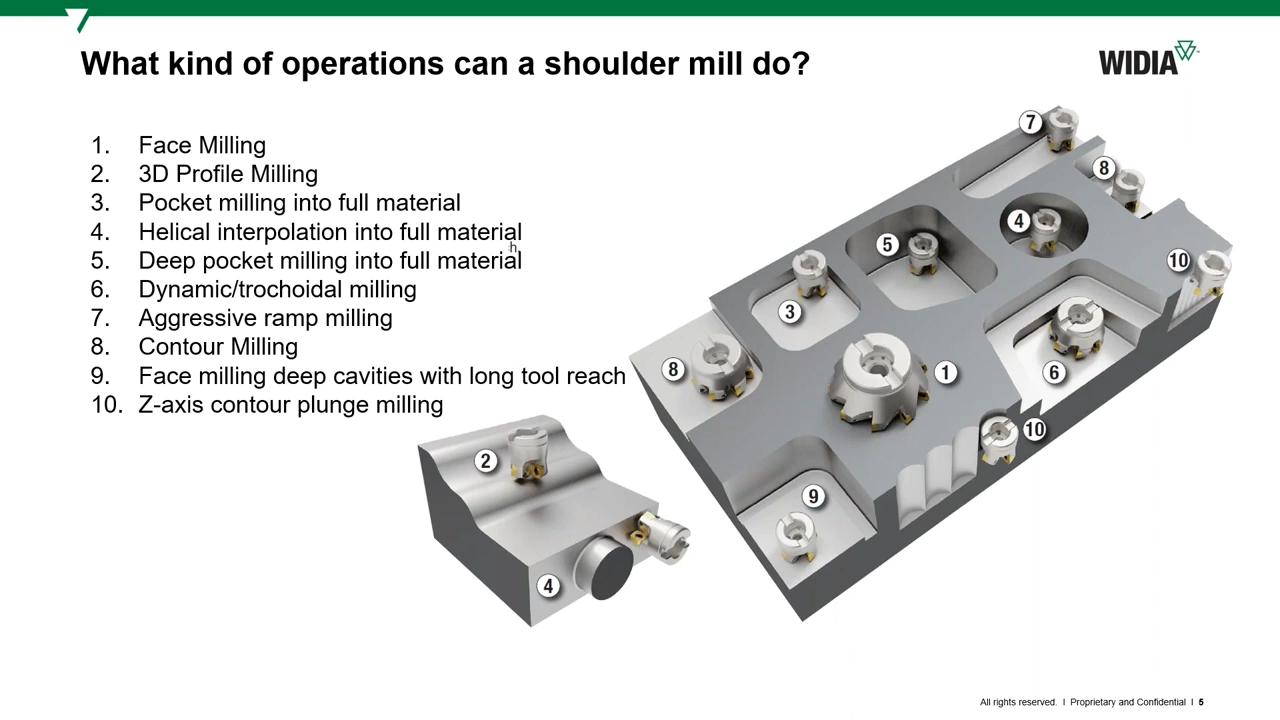 What kind of operations can a shoulder mill do?
WIDIA
1. Face Milling
2. 3D Profile Milling
3. Pocket milling into full material
4. Helical interpolation into full material
5. Deep pocket milling into full material
6. Dynamic/trochoidal milling
7. Aggressive ramp milling
8. Contour Milling
9. Face milling deep cavities with long tool reach
10. Z-axis contour plunge milling
h
7
8
4
5
10
3
8
1
6
10
2
9
4
All rights reserved. I Proprietary and Confidential I 5